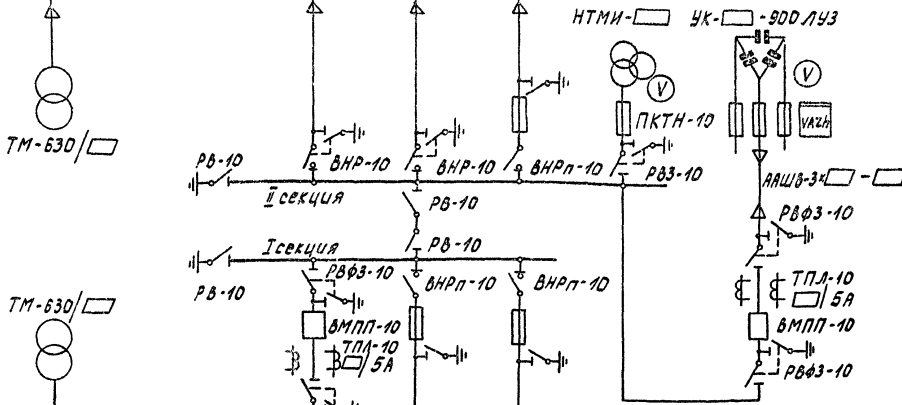 НТМИ-▭ УК-▭-900 ЛУЗ
V
V
ТМ-630/▭
ПКТН-10
VAZh
РВ-10
ВНР-10
ВНР-10
ВНРп-10
РВЗ-10
ААШв-3х▭-▭
II секция
РВ-10
РВФЗ-10
I секция
РВ-10
РВ-10
РВФЗ-10
ВНРп-10
ВНРп-10
ТПЛ-10
▭/5А
ТМ-630/▭
ВМПП-10
ВМПП-10
ТПЛ-10
▭/5А
РВФЗ-10